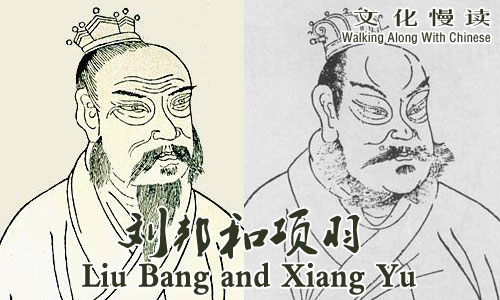 文化慢读
Walking Along With Chinese
刘邦和项羽
Liu Bang and Xiang Yu